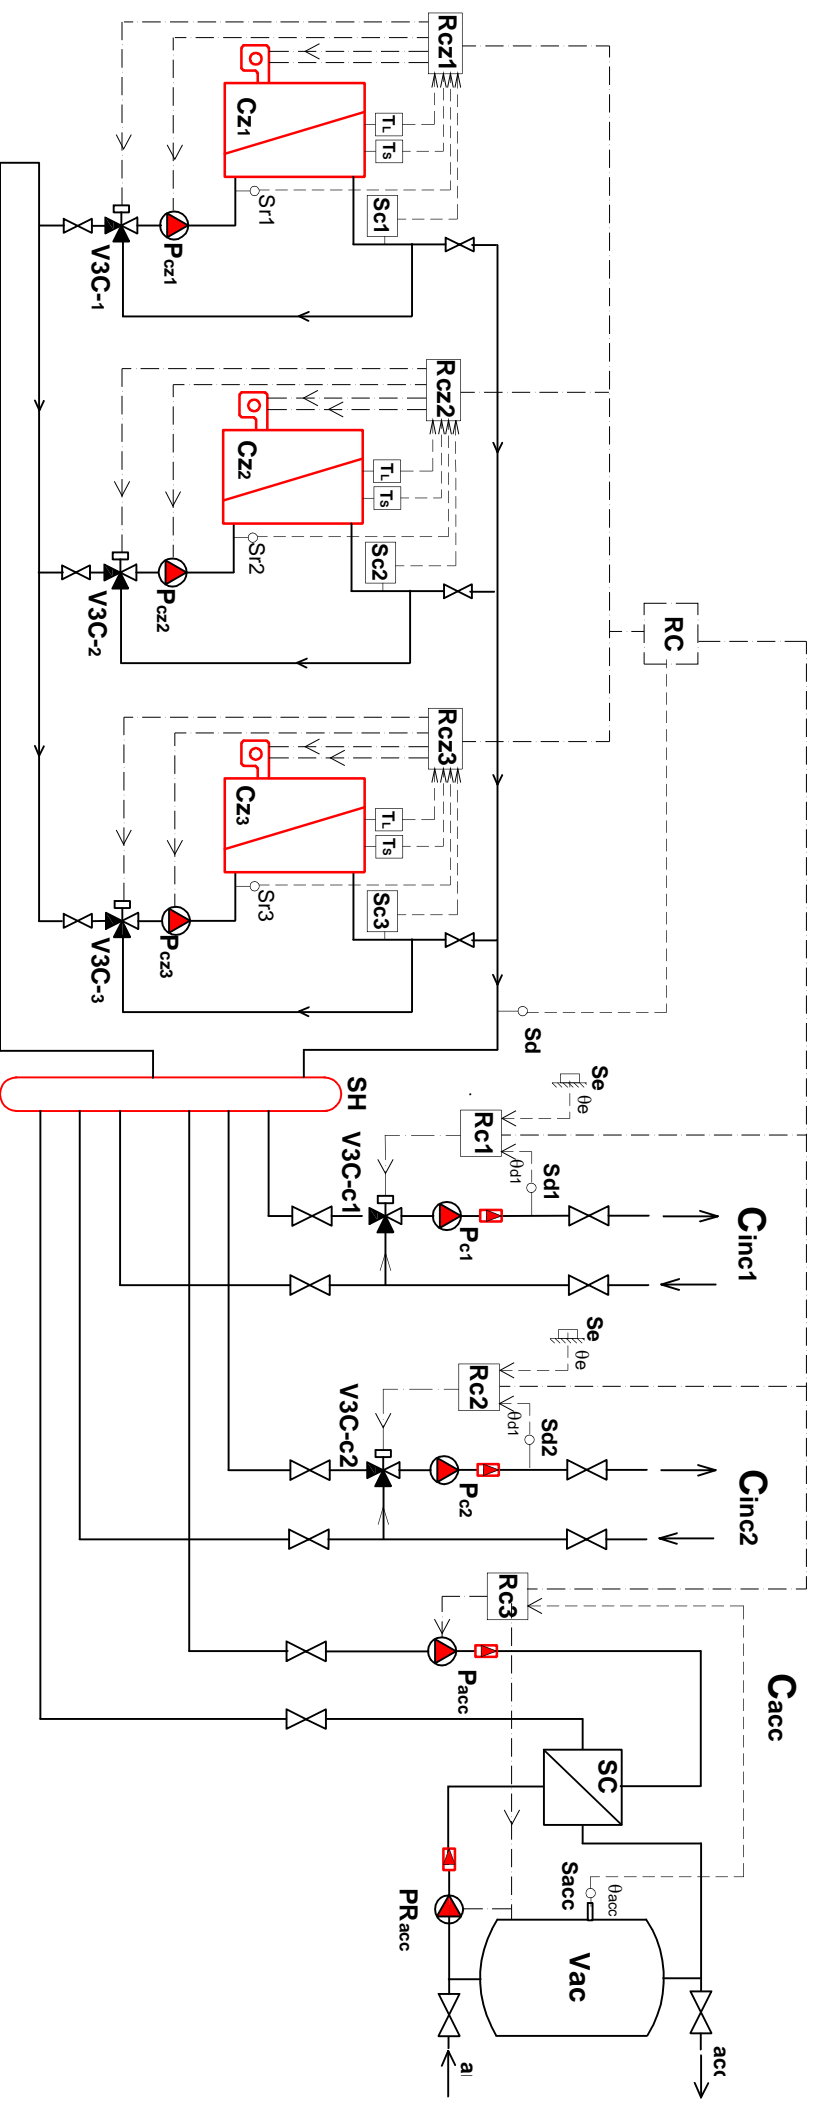 Rcz1
Cz1
TL
Ts
Sc1
Sr1
Pcz1
V3C-1
Rcz2
Cz2
TL
Ts
Sc2
Sr2
Pcz2
V3C-2
RC
Rcz3
Cz3
TL
Ts
Sc3
Sr3
Pcz3
V3C-3
Sd
SH
Se
θe
Rc1
Sd1
θd1
V3C-c1
Pc1
Cinc1
Se
θe
Rc2
Sd2
θd1
V3C-c2
Pc2
Cinc2
Rc3
Pacc
Cacc
SC
Sacc
θacc
PRacc
Vac
acc
a